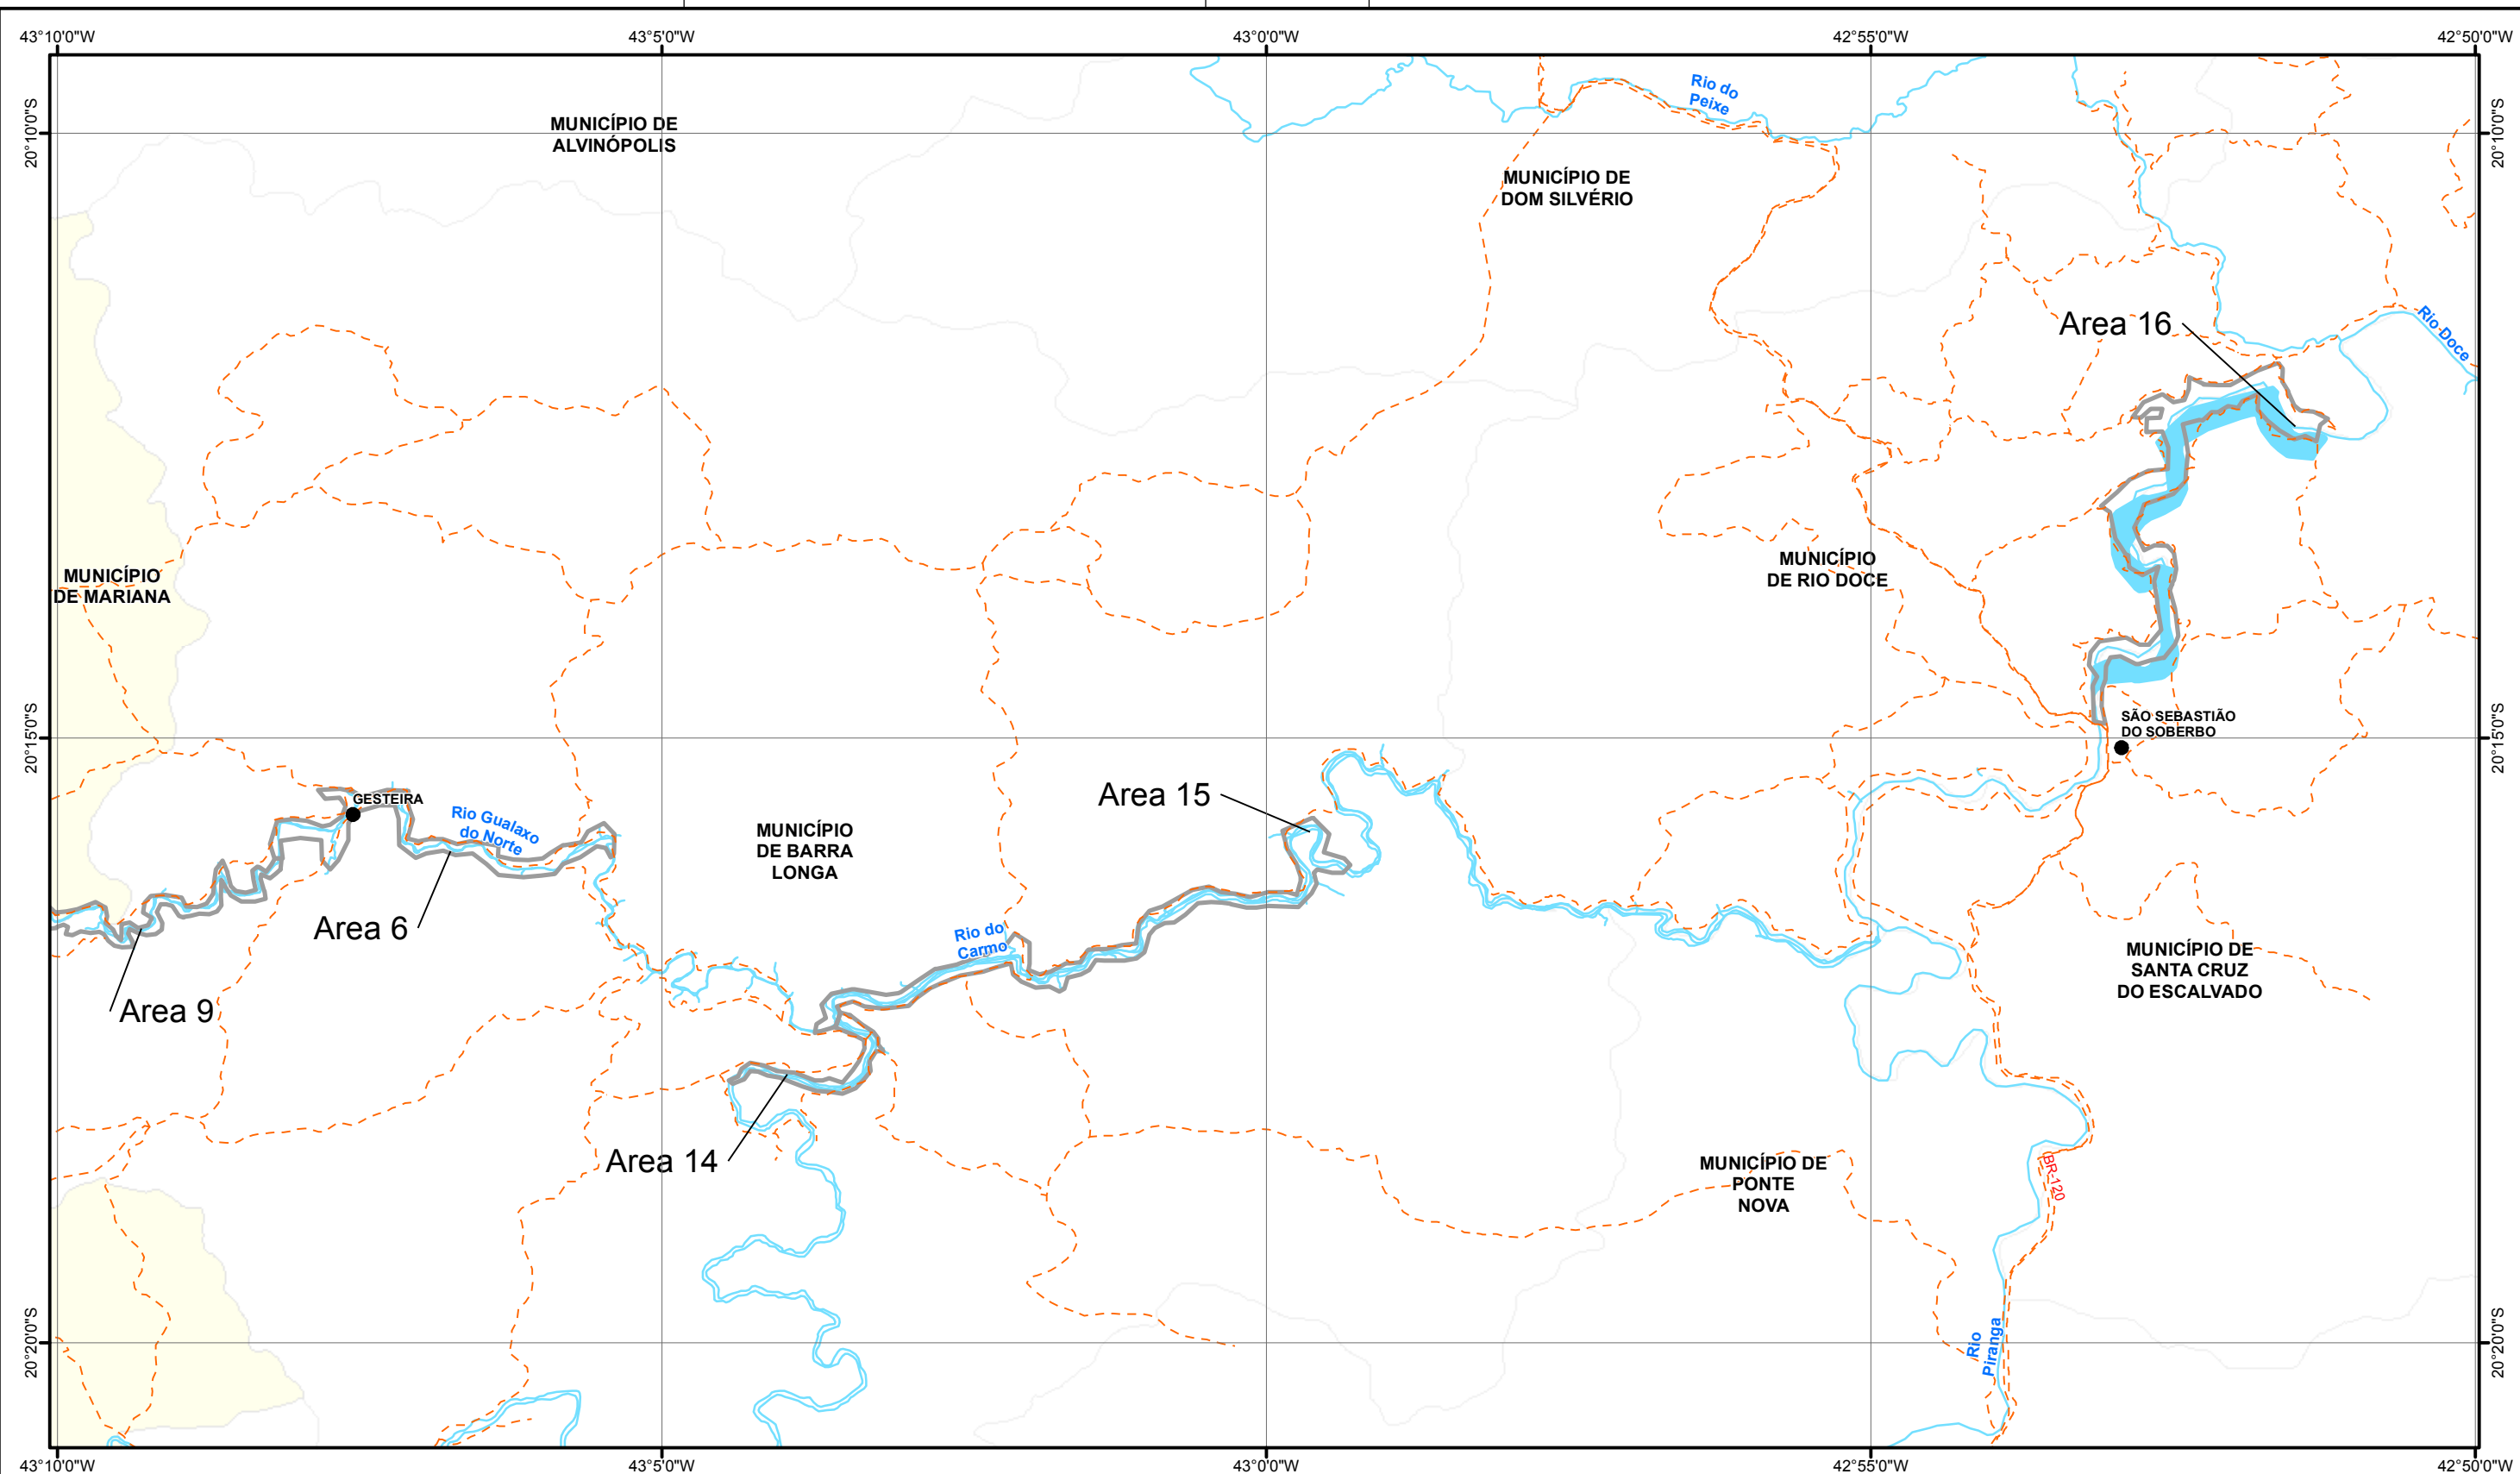 43°10'0"W
43°5'0"W
43°0'0"W
42°55'0"W
42°50'0"W
20°10'0"S
20°10'0"S
Rio do
Peixe
MUNICÍPIO DE
ALVINÓPOLIS
MUNICÍPIO DE
DOM SILVÉRIO
Area 16
Rio Doce
MUNICÍPIO
DE MARIANA
MUNICÍPIO
DE RIO DOCE
20°15'0"S
20°15'0"S
SÃO SEBASTIÃO
DO SOBERBO
GESTEIRA
Rio Gualaxo
do Norte
Area 15
MUNICÍPIO
DE BARRA
LONGA
Area 6
Rio do
Carmo
MUNICÍPIO DE
SANTA CRUZ
DO ESCALVADO
Area 9
Area 14
MUNICÍPIO DE
PONTE
NOVA
BR-120
Rio
Piranga
20°20'0"S
20°20'0"S
43°10'0"W
43°5'0"W
43°0'0"W
42°55'0"W
42°50'0"W